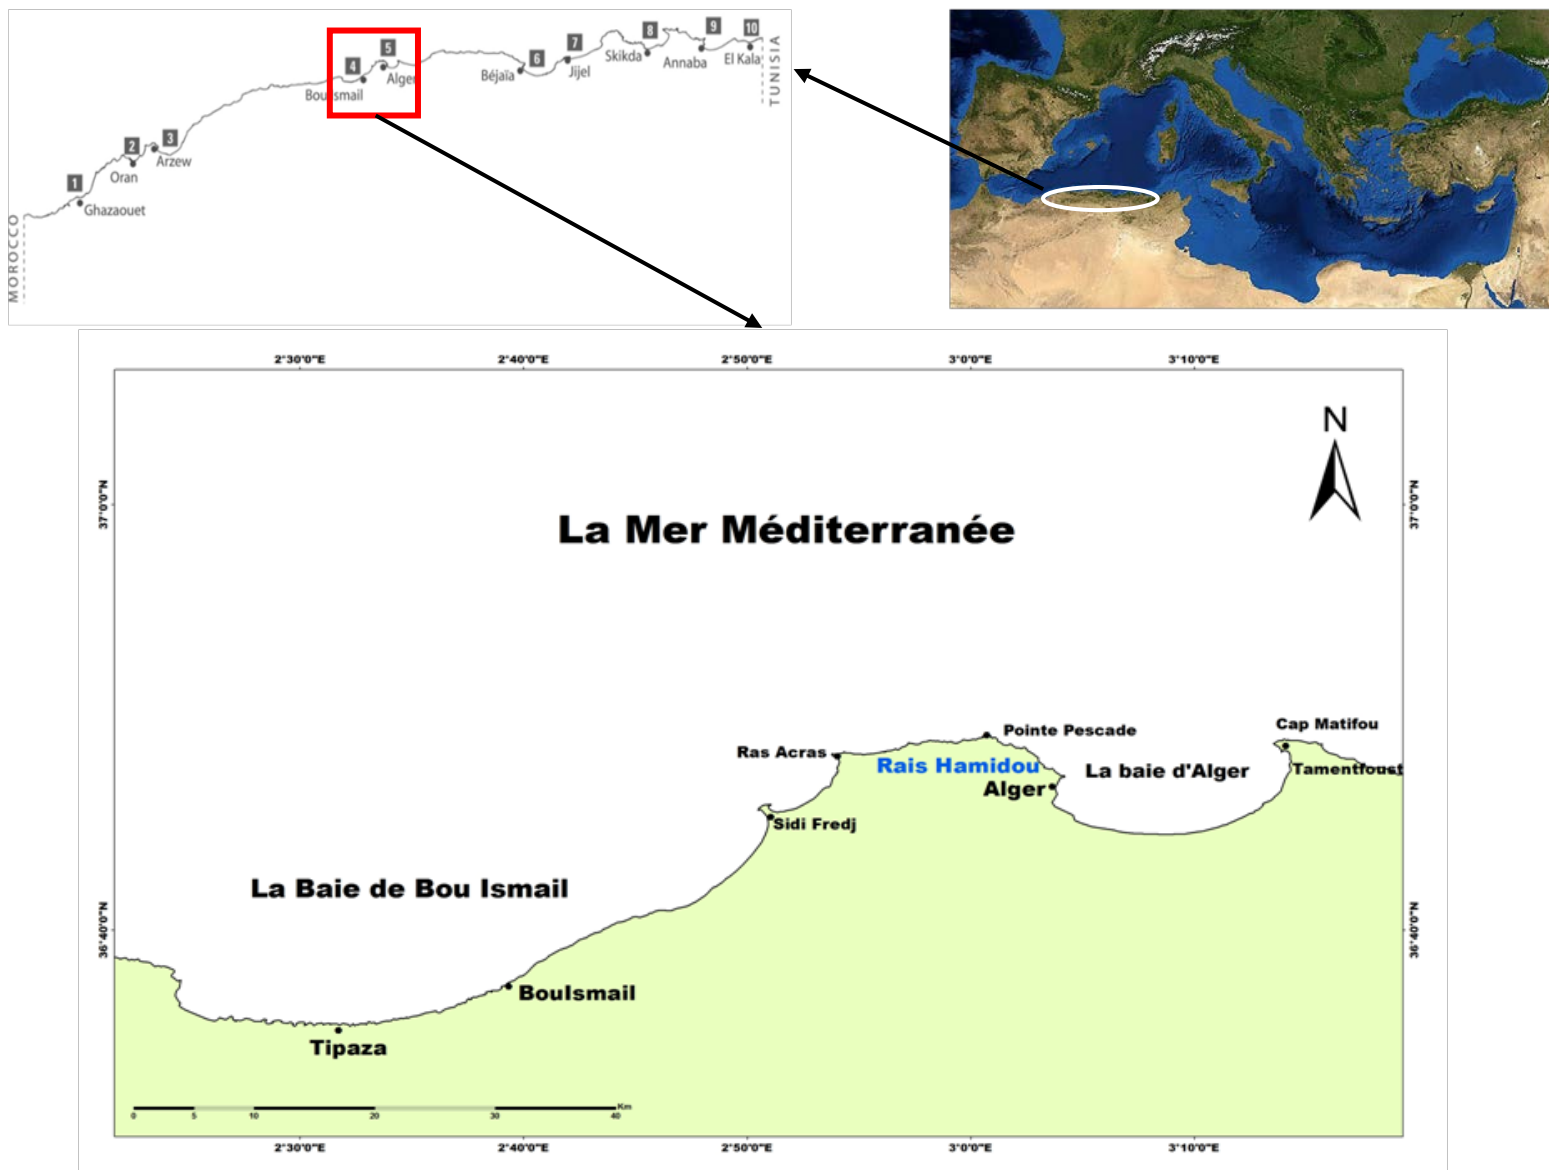 10
9
8
7
6
5
4
3
2
1
El Kala
Annaba
Skikda
Jijel
Béjaïa
Alger
Bou Ismail
Arzew
Oran
Ghazaouet
TUNISIA
MOROCCO
2°30'0"E
2°40'0"E
2°50'0"E
3°0'0"E
3°10'0"E
N
37°0'0"N
37°0'0"N
La Mer Méditerranée
Cap Matifou
Pointe Pescade
Ras Acras
Rais Hamidou
La baie d'Alger
Tamentfoust
Alger
Sidi Fredj
La Baie de Bou Ismail
36°40'0"N
36°40'0"N
BouIsmail
Tipaza
Km
0 5 10 20 30 40
2°30'0"E
2°40'0"E
2°50'0"E
3°0'0"E
3°10'0"E